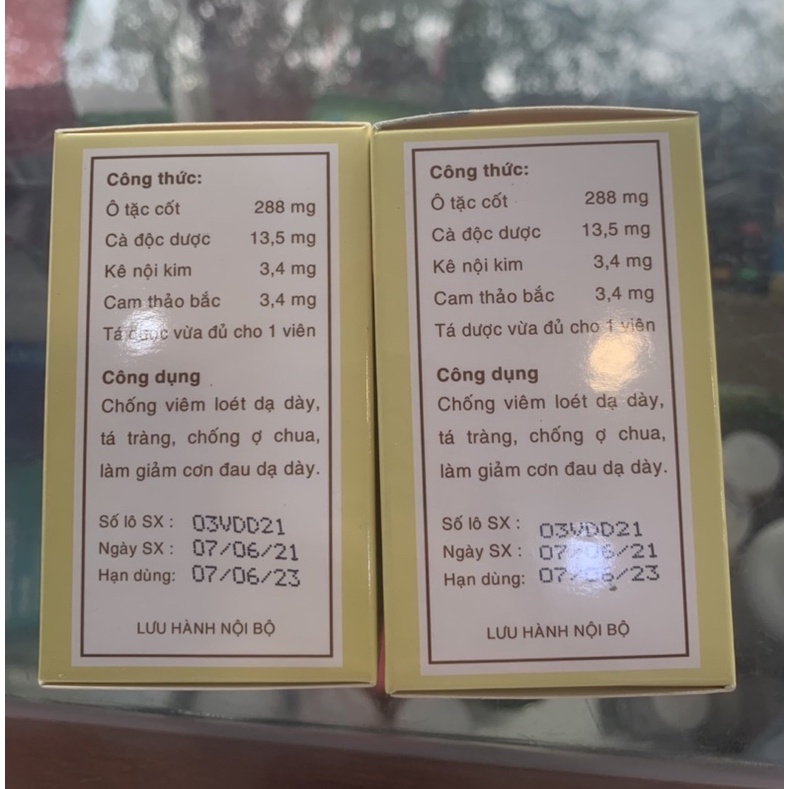 Công thức:
Ô tặc cốt 288 mg
Cà độc dược 13,5 mg
Kê nội kim 3,4 mg
Cam thảo bắc 3,4 mg
Tá dược vừa đủ cho 1 viên
Công dụng
Chống viêm loét dạ dày,
tá tràng, chống ợ chua,
làm giảm cơn đau dạ dày.
Số lô SX : 03VDD21
Ngày SX : 07/06/21
Hạn dùng: 07/06/23
LƯU HÀNH NỘI BỘ
Công thức:
Ô tặc cốt 288 mg
Cà độc dược 13,5 mg
Kê nội kim 3,4 mg
Cam thảo bắc 3,4 mg
Tá dược vừa đủ cho 1 viên
Công dụng
Chống viêm loét dạ dày,
tá tràng, chống ợ chua,
làm giảm cơn đau dạ dày.
Số lô SX : 03VDD21
Ngày SX : 07/06/21
Hạn dùng: 07/06/23
LƯU HÀNH NỘI BỘ